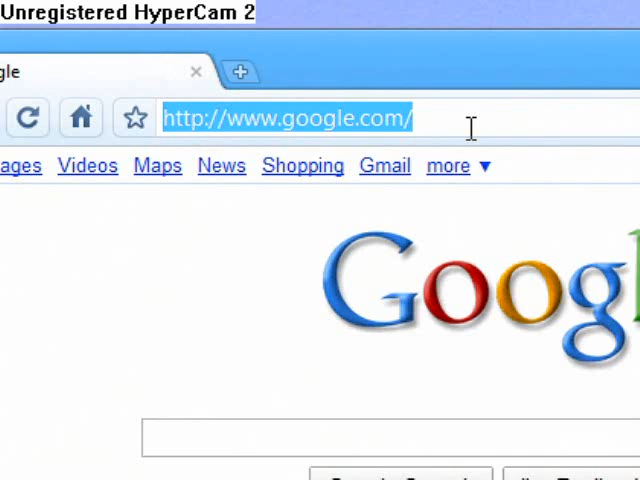 Unregistered HyperCam 2
gle
http://www.google.com/
ages Videos Maps News Shopping Gmail more ▼
Goog